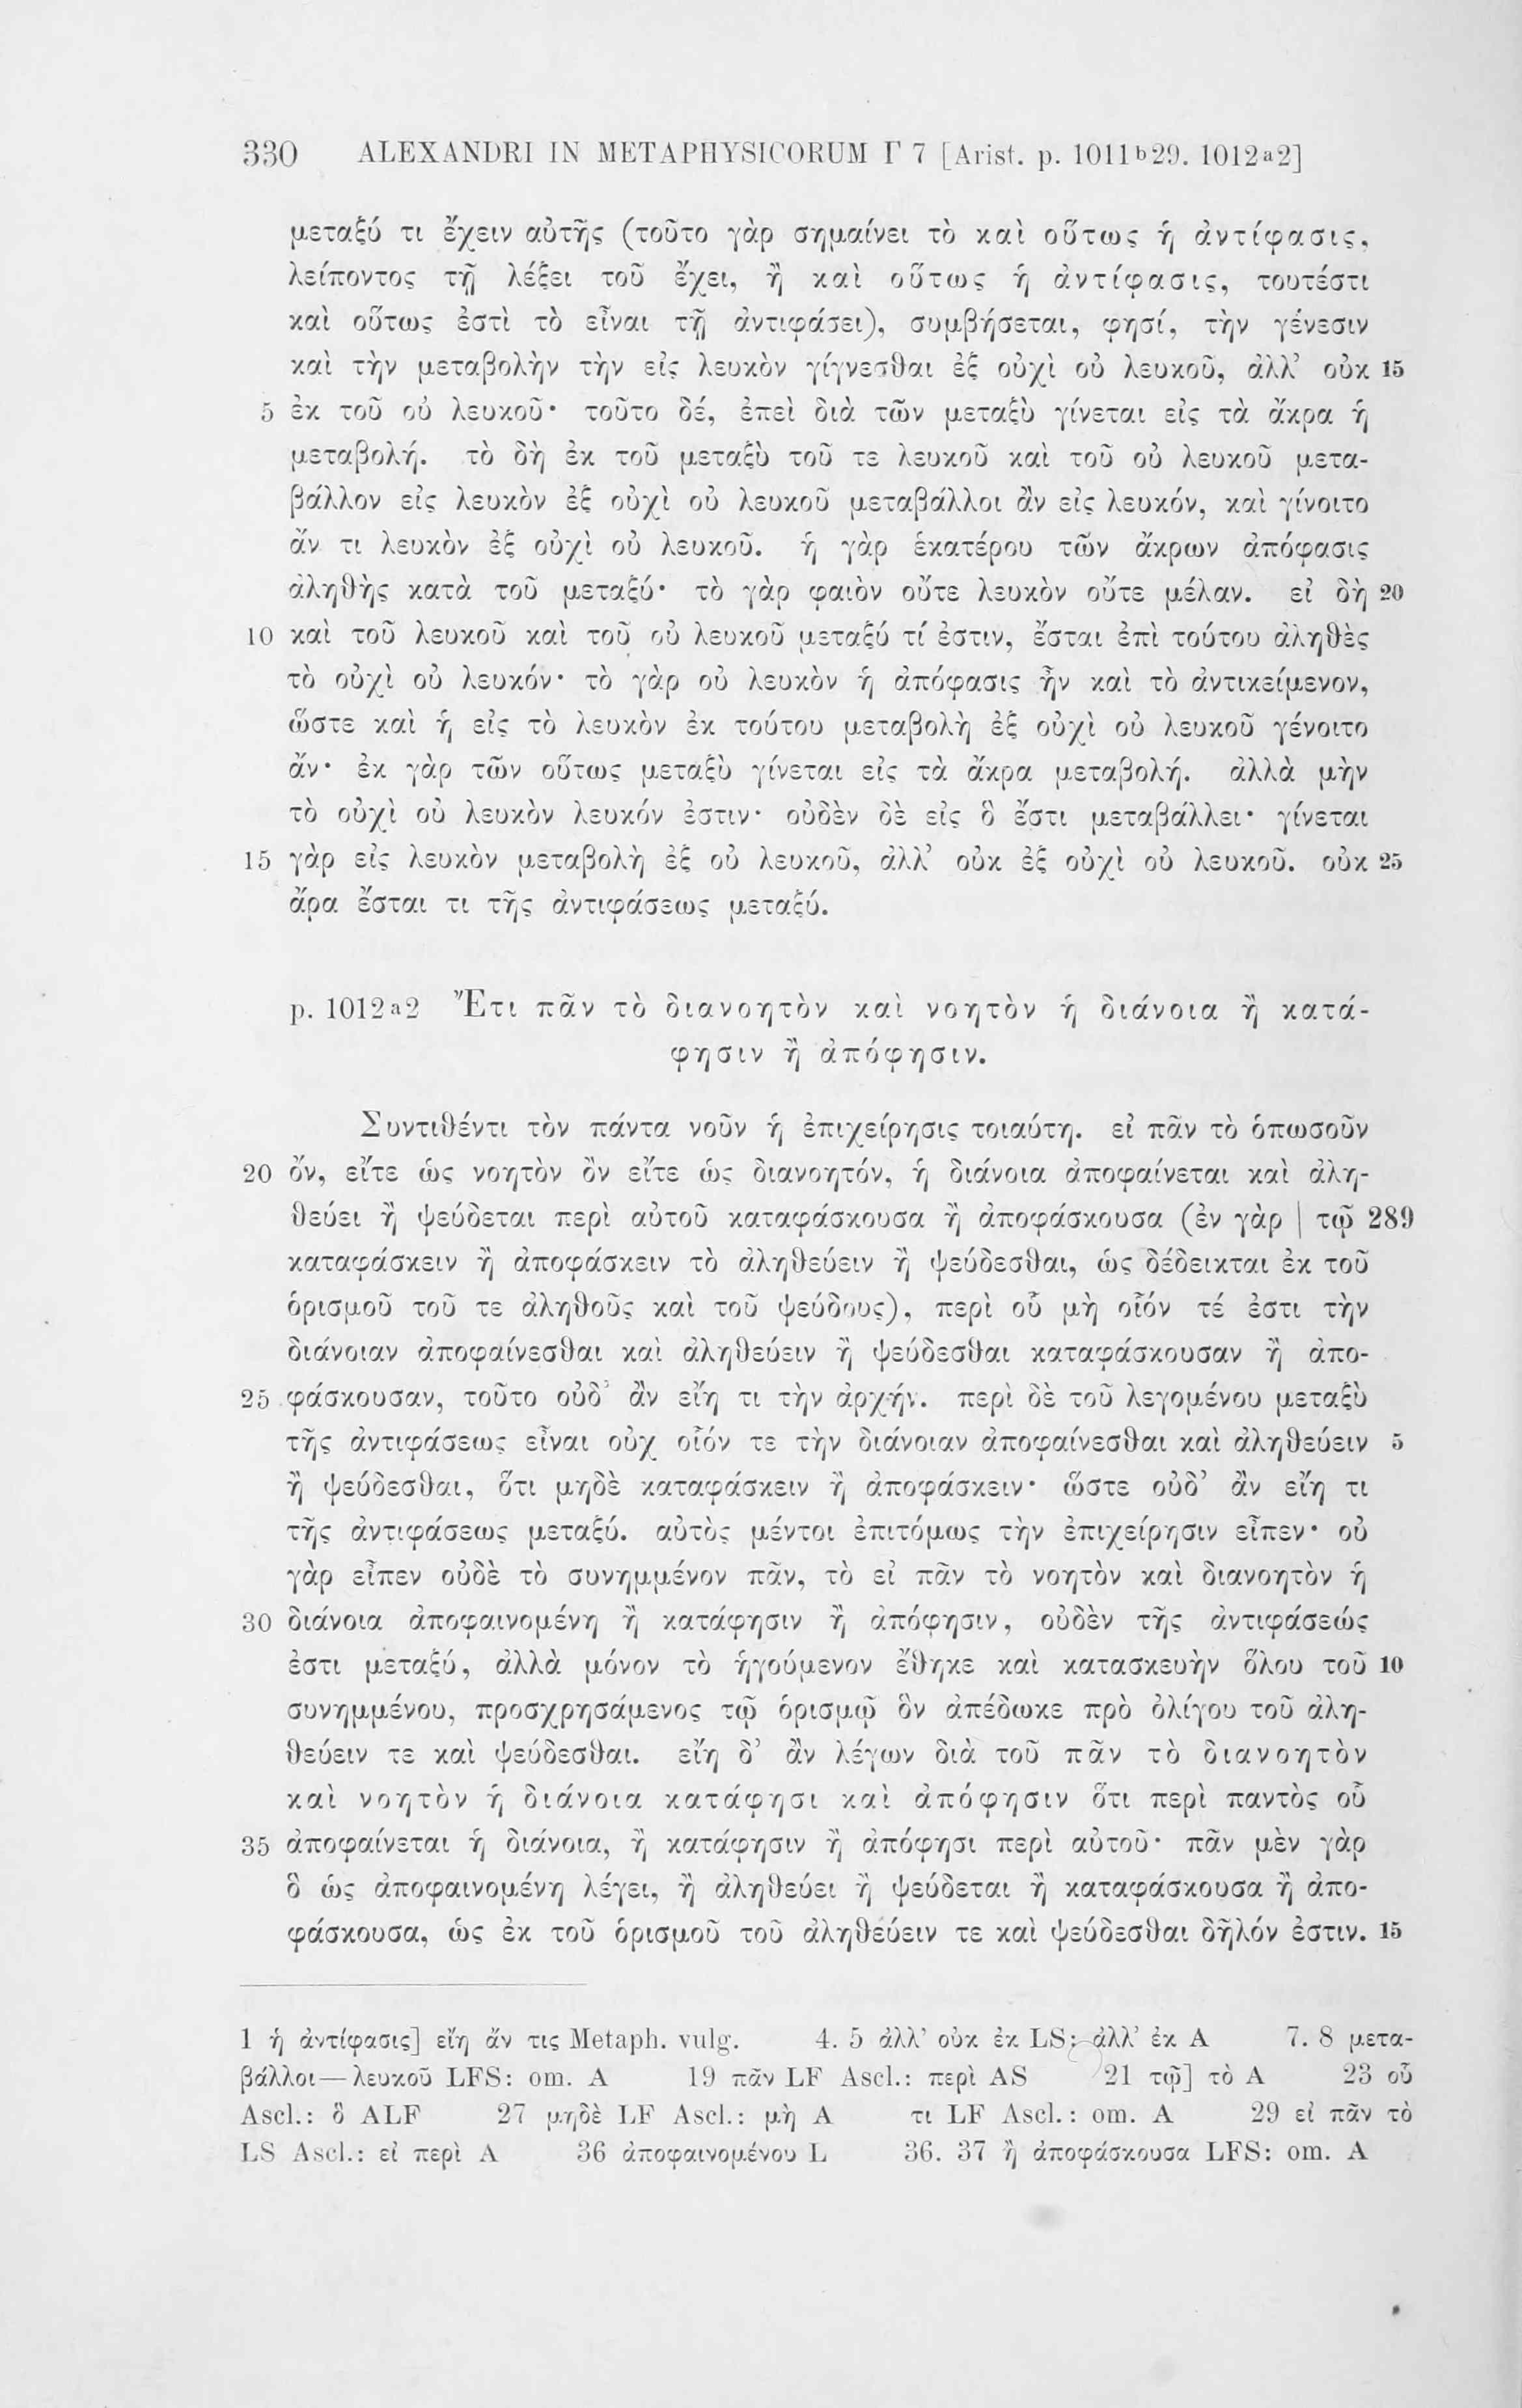 330 ALEXANDRI IN METAPHYSICORUM Γ 7 [Arist. p. 1011b29. 1012a2]
μεταξύ τι ἔχειν αὐτῆς (τοῦτο γὰρ σημαίνει τὸ καὶ οὕτως ἡ ἀντίφασις,
λείποντος τῇ λέξει τοῦ ἔχει, ἢ καὶ οὕτως ἡ ἀντίφασις, τουτέστι
καὶ οὕτως ἐστὶ τὸ εἶναι τῇ ἀντιφάσει), συμβήσεται, φησί, τὴν γένεσιν
καὶ τὴν μεταβολὴν τὴν εἰς λευκὸν γίγνεσθαι ἐξ οὐχὶ οὐ λευκοῦ, ἀλλ’ οὐκ 15
5 ἐκ τοῦ οὐ λευκοῦ· τοῦτο δέ, ἐπεὶ διὰ τῶν μεταξὺ γίνεται εἰς τὰ ἄκρα ἡ
μεταβολή. τὸ δὴ ἐκ τοῦ μεταξὺ τοῦ τε λευκοῦ καὶ τοῦ οὐ λευκοῦ μετα-
βάλλον εἰς λευκὸν ἐξ οὐχὶ οὐ λευκοῦ μεταβάλλοι ἂν εἰς λευκόν, καὶ γίνοιτο
ἄν τι λευκὸν ἐξ οὐχὶ οὐ λευκοῦ. ἡ γὰρ ἑκατέρου τῶν ἄκρων ἀπόφασις
ἀληθὴς κατὰ τοῦ μεταξύ· τὸ γὰρ φαιὸν οὔτε λευκὸν οὔτε μέλαν. εἰ δὴ 20
10 καὶ τοῦ λευκοῦ καὶ τοῦ οὐ λευκοῦ μεταξύ τί ἐστιν, ἔσται ἐπὶ τούτου ἀληθὲς
τὸ οὐχὶ οὐ λευκόν· τὸ γὰρ οὐ λευκὸν ἡ ἀπόφασις ἦν καὶ τὸ ἀντικείμενον,
ὥστε καὶ ἡ εἰς τὸ λευκὸν ἐκ τούτου μεταβολὴ ἐξ οὐχὶ οὐ λευκοῦ γένοιτο
ἄν· ἐκ γὰρ τῶν οὕτως μεταξὺ γίνεται εἰς τὰ ἄκρα μεταβολή. ἀλλὰ μὴν
τὸ οὐχὶ οὐ λευκὸν λευκόν ἐστιν· οὐδὲν δὲ εἰς ὃ ἔστι μεταβάλλει· γίνεται
15 γὰρ εἰς λευκὸν μεταβολὴ ἐξ οὐ λευκοῦ, ἀλλ’ οὐκ ἐξ οὐχὶ οὐ λευκοῦ. οὐκ 25
ἄρα ἔσται τι τῆς ἀντιφάσεως μεταξύ.
p. 1012a2 Ἔτι πᾶν τὸ διανοητὸν καὶ νοητὸν ἡ διάνοια ἢ κατά-
φησιν ἢ ἀπόφησιν.
Συντιθέντι τὸν πάντα νοῦν ἡ ἐπιχείρησις τοιαύτη. εἰ πᾶν τὸ ὁπωσοῦν
20 ὄν, εἴτε ὡς νοητὸν ὂν εἴτε ὡς διανοητόν, ἡ διάνοια ἀποφαίνεται καὶ ἀλη-
θεύει ἢ ψεύδεται περὶ αὐτοῦ καταφάσκουσα ἢ ἀποφάσκουσα (ἐν γὰρ | τῷ 289
καταφάσκειν ἢ ἀποφάσκειν τὸ ἀληθεύειν ἢ ψεύδεσθαι, ὡς δέδεικται ἐκ τοῦ
ὁρισμοῦ τοῦ τε ἀληθοῦς καὶ τοῦ ψεύδους), περὶ οὗ μὴ οἷόν τέ ἐστι τὴν
διάνοιαν ἀποφαίνεσθαι καὶ ἀληθεύειν ἢ ψεύδεσθαι καταφάσκουσαν ἢ ἀπο-
25 φάσκουσαν, τοῦτο οὐδ’ ἂν εἴη τι τὴν ἀρχήν. περὶ δὲ τοῦ λεγομένου μεταξὺ
τῆς ἀντιφάσεως εἶναι οὐχ οἷόν τε τὴν διάνοιαν ἀποφαίνεσθαι καὶ ἀληθεύειν 5
ἢ ψεύδεσθαι, ὅτι μηδὲ καταφάσκειν ἢ ἀποφάσκειν· ὥστε οὐδ’ ἂν εἴη τι
τῆς ἀντιφάσεως μεταξύ. αὐτὸς μέντοι ἐπιτόμως τὴν ἐπιχείρησιν εἶπεν· οὐ
γὰρ εἶπεν οὐδὲ τὸ συνημμένον πᾶν, τὸ εἰ πᾶν τὸ νοητὸν καὶ διανοητὸν ἡ
30 διάνοια ἀποφαινομένη ἢ κατάφησιν ἢ ἀπόφησιν, οὐδὲν τῆς ἀντιφάσεώς
ἐστι μεταξύ, ἀλλὰ μόνον τὸ ἡγούμενον ἔθηκε καὶ κατασκευὴν ὅλου τοῦ 10
συνημμένου, προσχρησάμενος τῷ ὁρισμῷ ὃν ἀπέδωκε πρὸ ὀλίγου τοῦ ἀλη-
θεύειν τε καὶ ψεύδεσθαι. εἴη δ’ ἂν λέγων διὰ τοῦ πᾶν τὸ διανοητὸν
καὶ νοητὸν ἡ διάνοια κατάφησι καὶ ἀπόφησιν ὅτι περὶ παντὸς οὗ
35 ἀποφαίνεται ἡ διάνοια, ἢ κατάφησιν ἢ ἀπόφησι περὶ αὐτοῦ· πᾶν μὲν γὰρ
ὃ ὡς ἀποφαινομένη λέγει, ἢ ἀληθεύει ἢ ψεύδεται ἢ καταφάσκουσα ἢ ἀπο-
φάσκουσα, ὡς ἐκ τοῦ ὁρισμοῦ τοῦ ἀληθεύειν τε καὶ ψεύδεσθαι δῆλόν ἐστιν. 15
1 ἡ ἀντίφασις] εἴη ἄν τις Metaph. vulg. 4. 5 ἀλλ’ οὐκ ἐκ LS: ἀλλ’ ἐκ A 7. 8 μετα-
βάλλοι—λευκοῦ LFS: om. A 19 πᾶν LF Ascl.: περὶ AS 21 τῷ] τὸ A 23 οὗ
Ascl.: ὃ ALF 27 μηδὲ LF Ascl.: μὴ A τι LF Ascl.: om. A 29 εἰ πᾶν τὸ
LS Ascl.: εἰ περὶ A 36 ἀποφαινομένου L 36. 37 ἢ ἀποφάσκουσα LFS: om. A